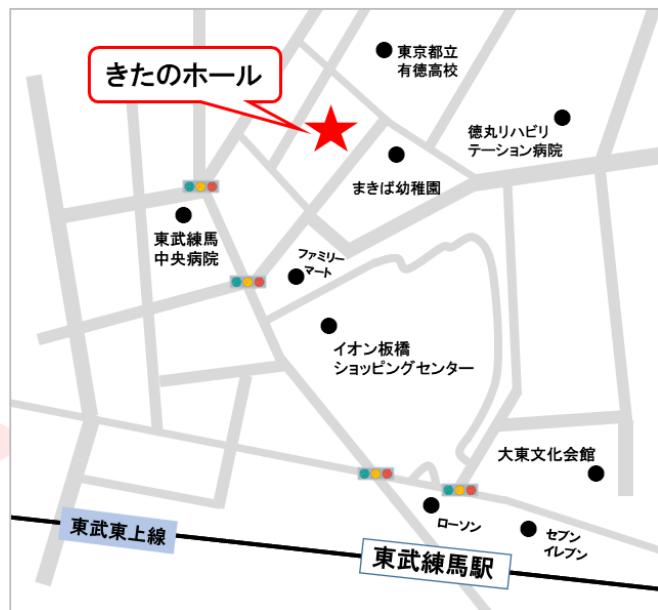 東京都立
有徳高校
きたのホール
徳丸リハビリ
テーション病院
まきば幼稚園
東武練馬
中央病院
ファミリー
マート
イオン板橋
ショッピングセンター
大東文化会館
ローソン
セブン
イレブン
東武東上線
東武練馬駅